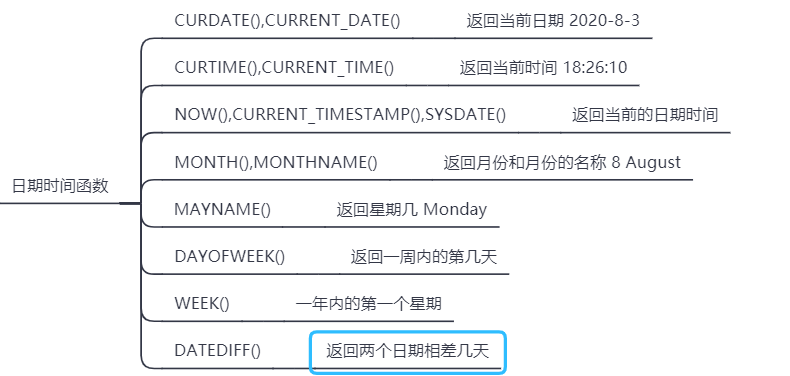 CURDATE(),CURRENT_DATE() 返回当前日期 2020-8-3
CURTIME(),CURRENT_TIME() 返回当前时间 18:26:10
NOW(),CURRENT_TIMESTAMP(),SYSDATE() 返回当前的日期时间
MONTH(),MONTHNAME() 返回月份和月份的名称 8 August
日期时间函数
MAYNAME() 返回星期几 Monday
DAYOFWEEK() 返回一周内的第几天
WEEK() 一年内的第一个星期
DATEDIFF() 返回两个日期相差几天